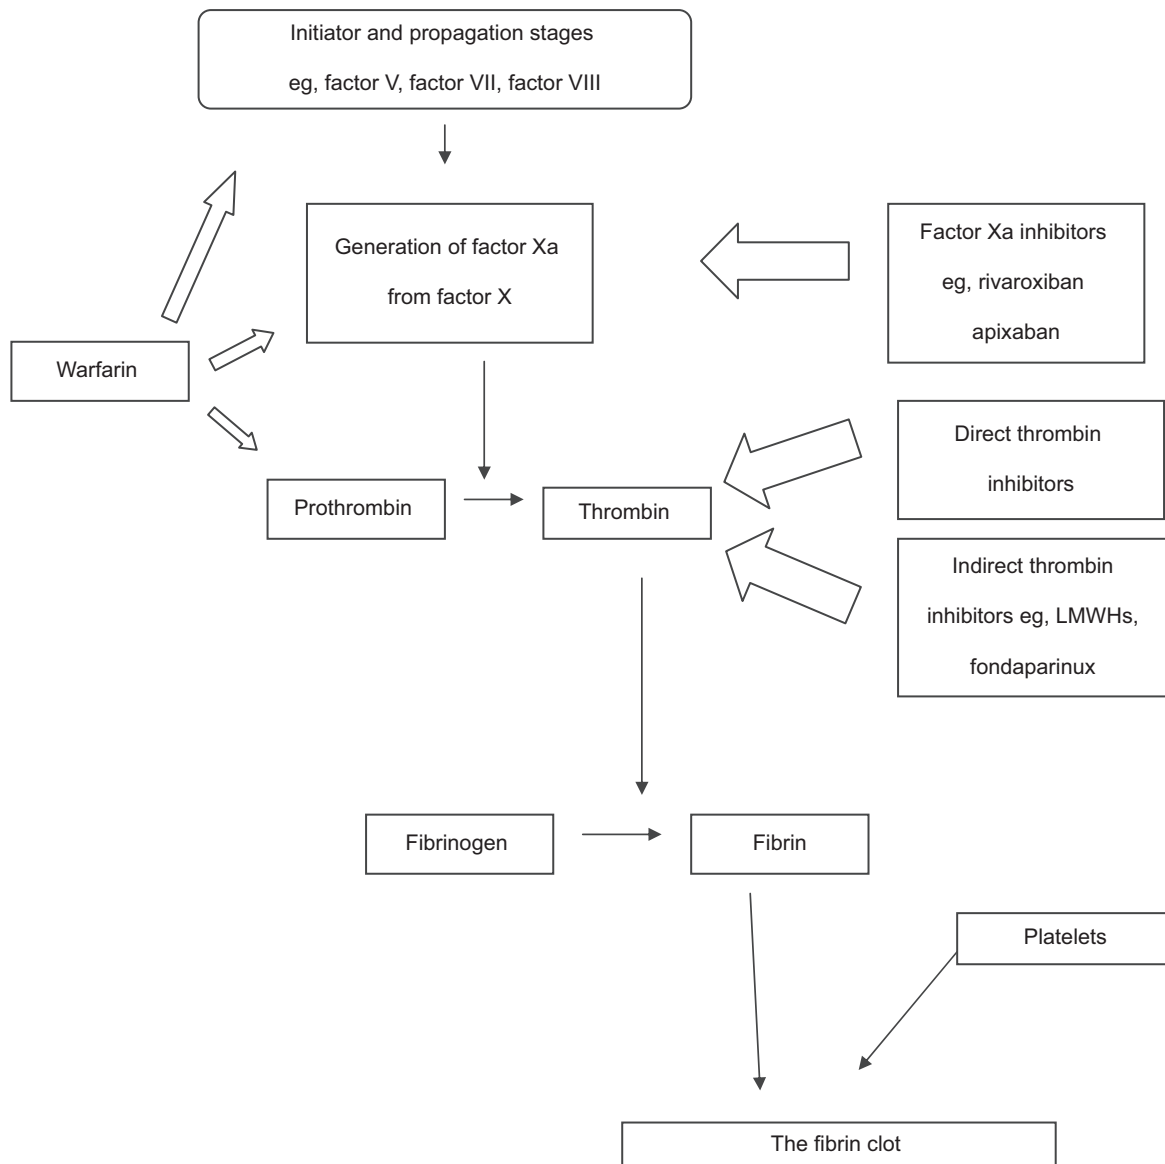 Initiator and propagation stages
eg, factor V, factor VII, factor VIII
Generation of factor Xa
from factor X
Factor Xa inhibitors
eg, rivaroxiban
apixaban
Warfarin
Direct thrombin
inhibitors
Prothrombin
Thrombin
Indirect thrombin
inhibitors eg, LMWHs,
fondaparinux
Fibrinogen
Fibrin
Platelets
The fibrin clot